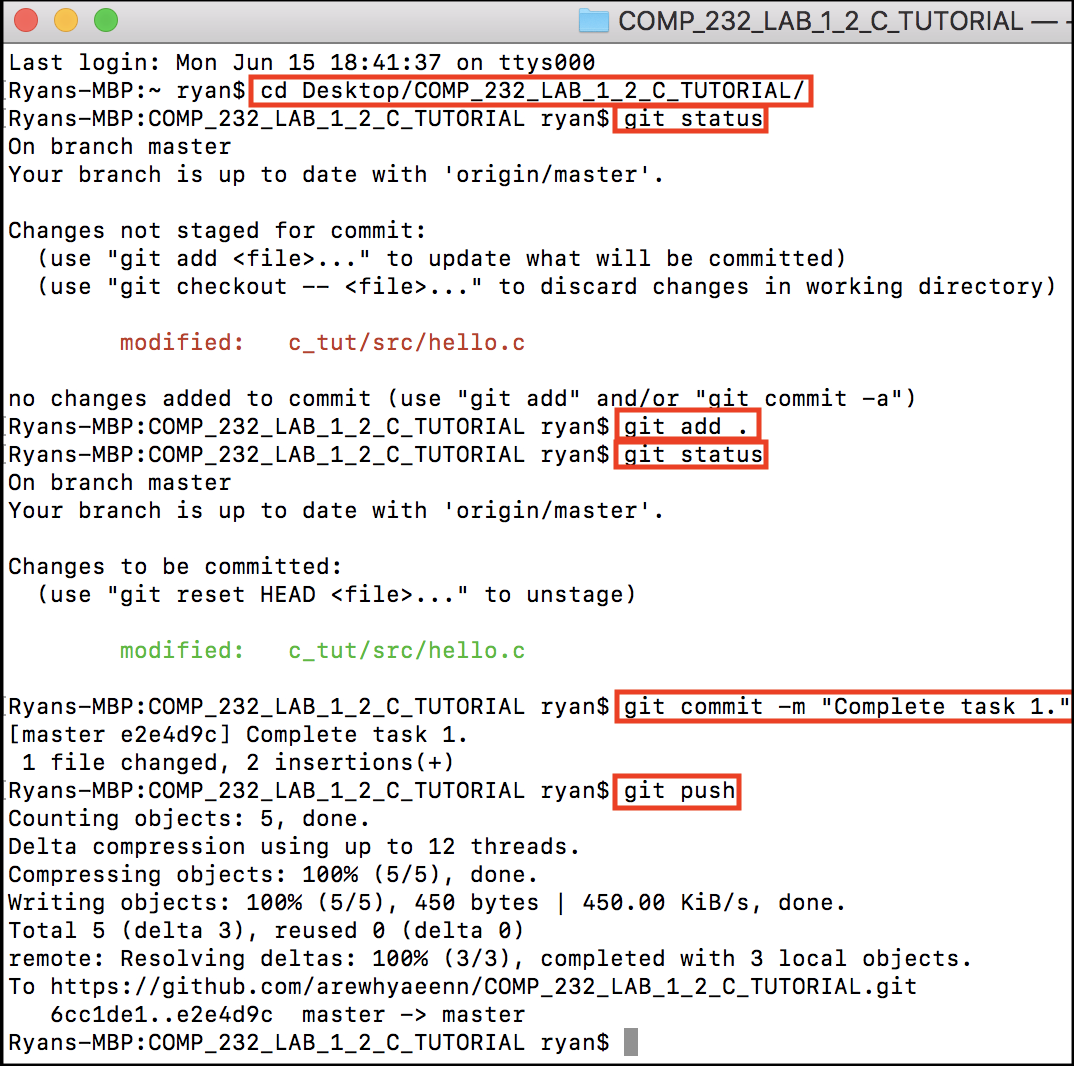 COMP_232_LAB_1_2_C_TUTORIAL — -
Last login: Mon Jun 15 18:41:37 on ttys000
Ryans-MBP:~ ryan$ cd Desktop/COMP_232_LAB_1_2_C_TUTORIAL/
Ryans-MBP:COMP_232_LAB_1_2_C_TUTORIAL ryan$ git status
On branch master
Your branch is up to date with 'origin/master'.
Changes not staged for commit:
(use "git add <file>..." to update what will be committed)
(use "git checkout -- <file>..." to discard changes in working directory)
modified: c_tut/src/hello.c
no changes added to commit (use "git add" and/or "git commit -a")
Ryans-MBP:COMP_232_LAB_1_2_C_TUTORIAL ryan$ git add .
Ryans-MBP:COMP_232_LAB_1_2_C_TUTORIAL ryan$ git status
On branch master
Your branch is up to date with 'origin/master'.
Changes to be committed:
(use "git reset HEAD <file>..." to unstage)
modified: c_tut/src/hello.c
Ryans-MBP:COMP_232_LAB_1_2_C_TUTORIAL ryan$ git commit -m "Complete task 1."
[master e2e4d9c] Complete task 1.
1 file changed, 2 insertions(+)
Ryans-MBP:COMP_232_LAB_1_2_C_TUTORIAL ryan$ git push
Counting objects: 5, done.
Delta compression using up to 12 threads.
Compressing objects: 100% (5/5), done.
Writing objects: 100% (5/5), 450 bytes | 450.00 KiB/s, done.
Total 5 (delta 3), reused 0 (delta 0)
remote: Resolving deltas: 100% (3/3), completed with 3 local objects.
To https://github.com/arewhyaeenn/COMP_232_LAB_1_2_C_TUTORIAL.git
6cc1de1..e2e4d9c master -> master
Ryans-MBP:COMP_232_LAB_1_2_C_TUTORIAL ryan$